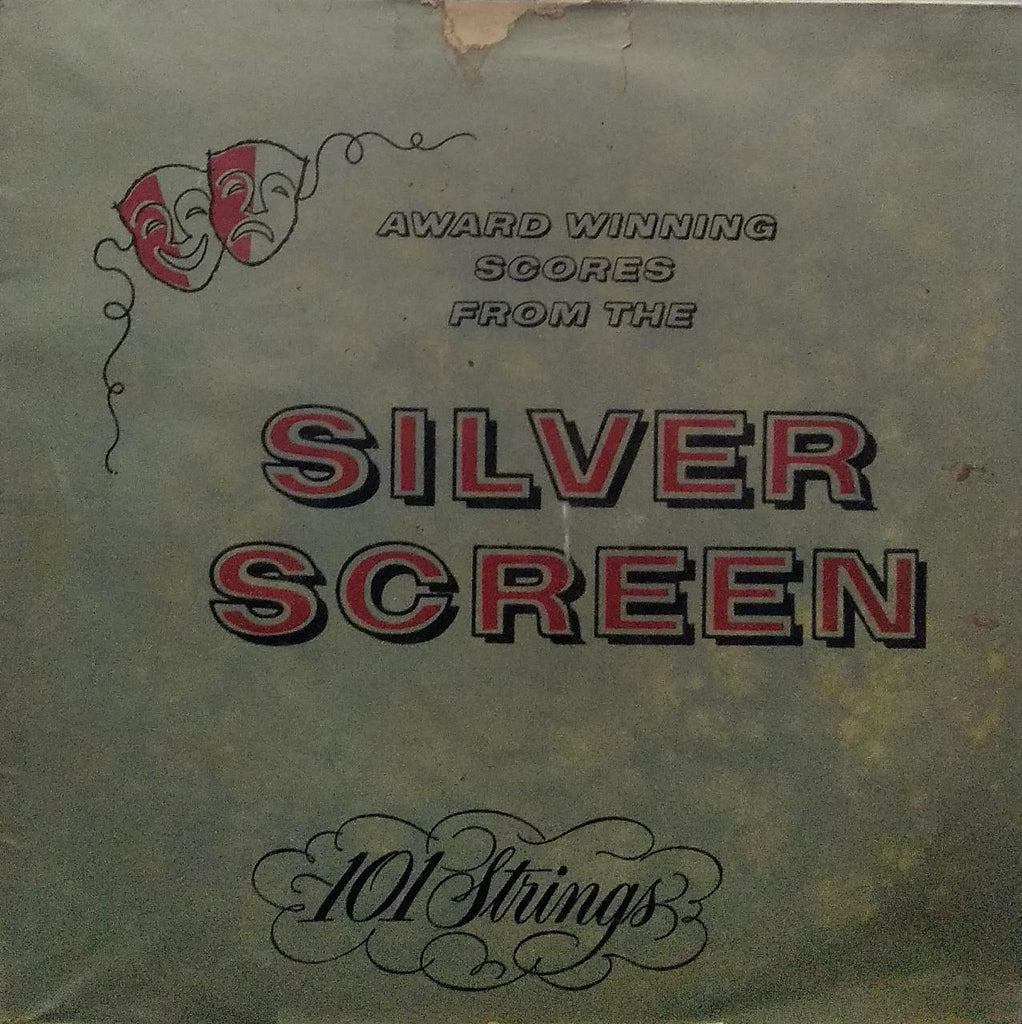 AWARD WINNING
SCORES
FROM THE
SILVER
SCREEN
101 Strings